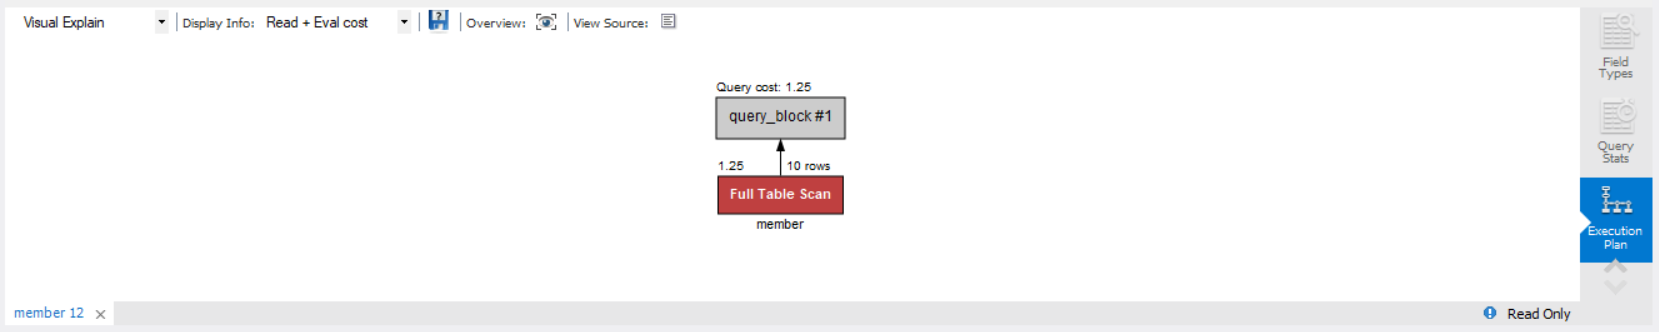 Visual Explain Display Info: Read + Eval cost Overview: View Source:
Query cost: 1.25
query_block #1
1.25 10 rows
Full Table Scan
member
Field
Types
Query
Stats
Execution
Plan
member 12 Read Only